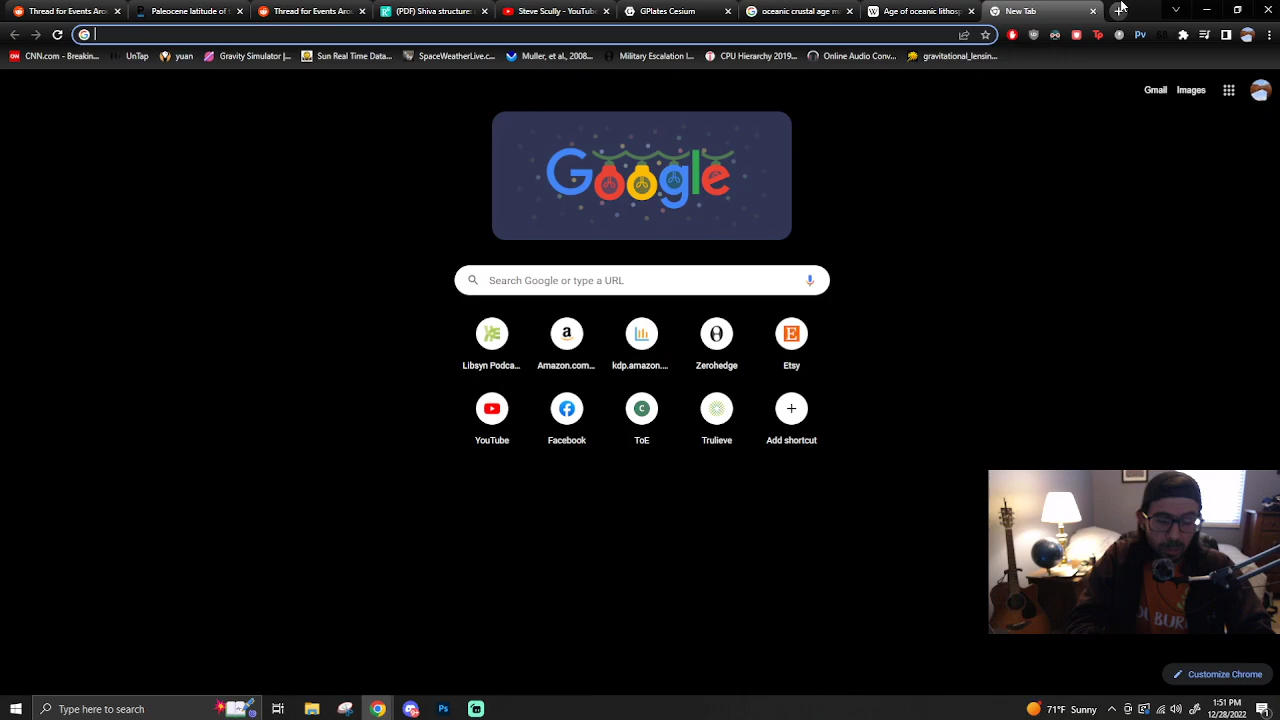 Thread for Events Arou
Paleocene latitude of t
Thread for Events Arou
(PDF) Shiva structure:
Steve Scully - YouTube
GPlates Cesium
oceanic crustal age m
Age of oceanic lithosp
New Tab
CNN.com - Breakin...
UnTap
yuan
Gravity Simulator |...
Sun Real Time Data...
SpaceWeatherLive.c...
Muller, et al., 2008...
Military Escalation I...
CPU Hierarchy 2019...
Online Audio Conv...
gravitational_lensin...
Gmail
Images
Google
Search Google or type a URL
Libsyn Podca...
Amazon.com...
kdp.amazon....
Zerohedge
Etsy
YouTube
Facebook
ToE
Trulieve
Add shortcut
Customize Chrome
Type here to search
71°F Sunny
1:51 PM
12/28/2022